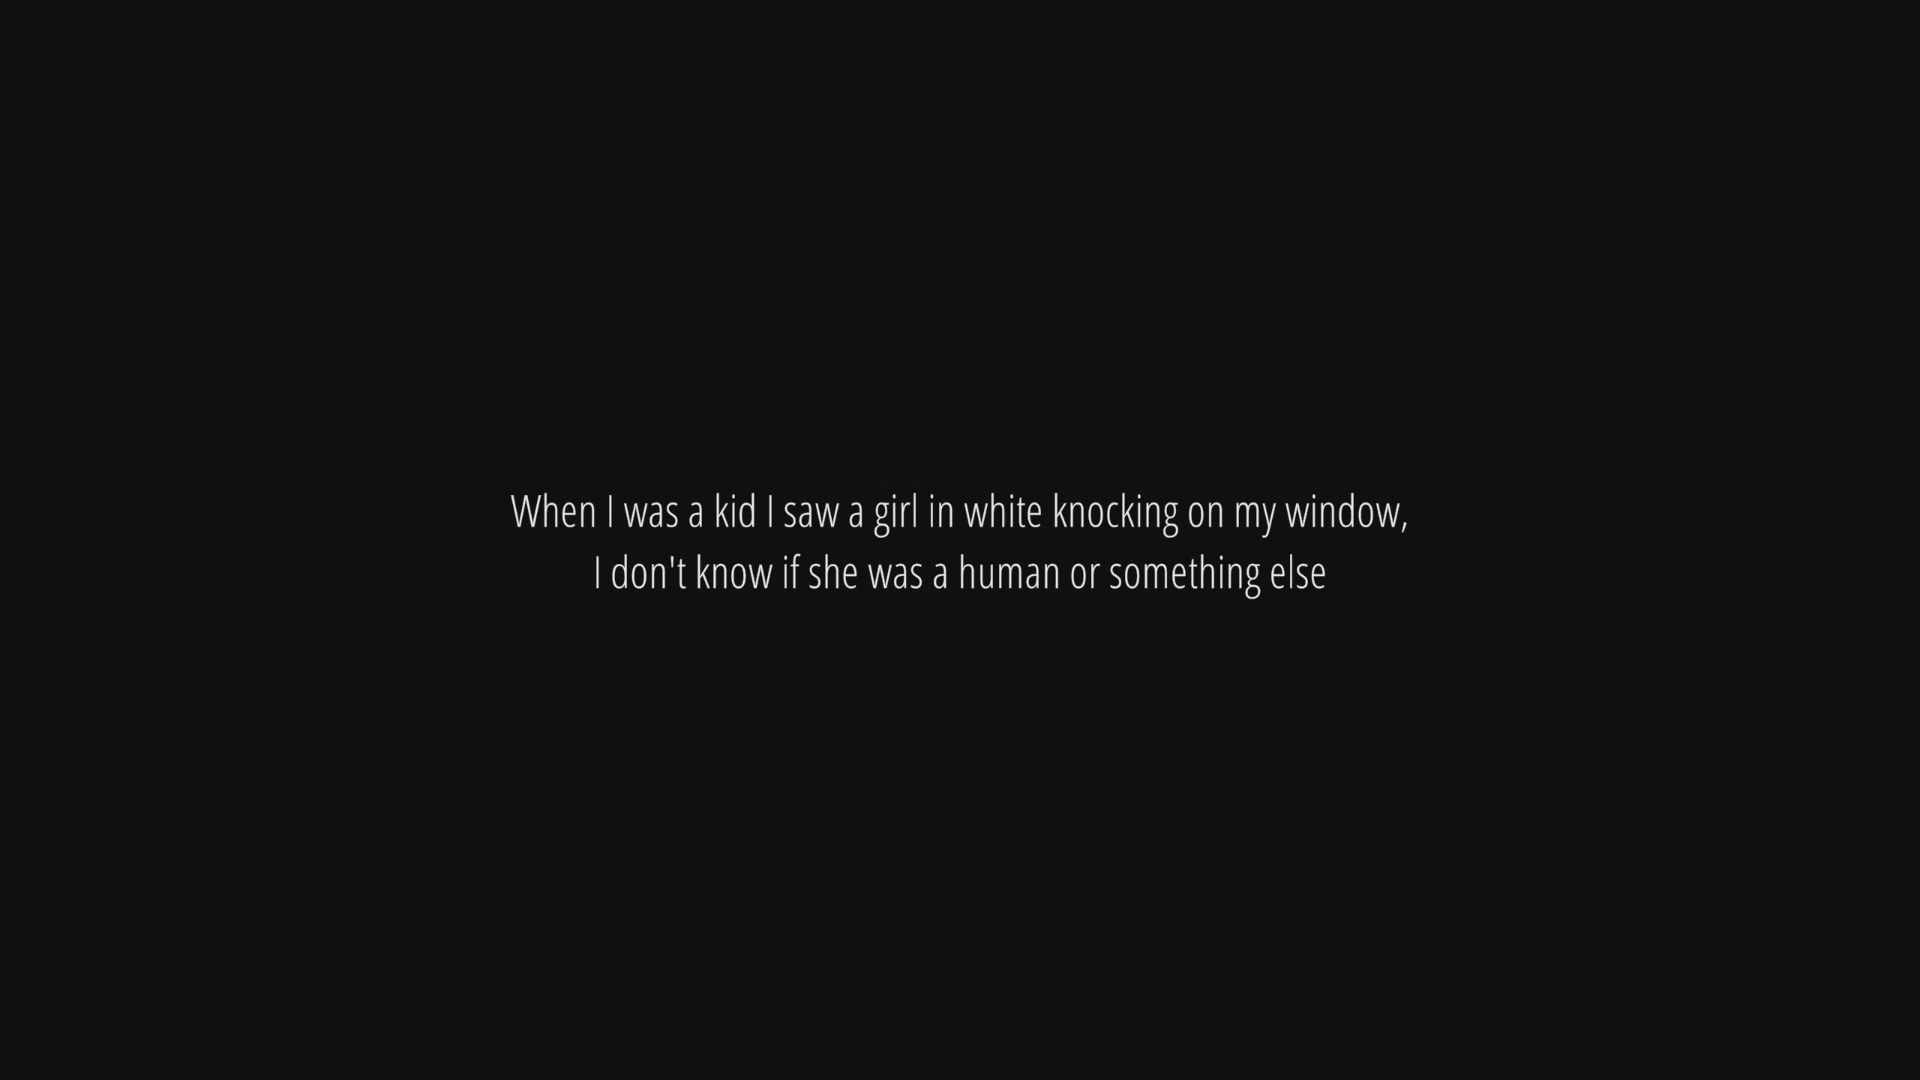 When I was a kid I saw a girl in white knocking on my window,
I don't know if she was a human or something else